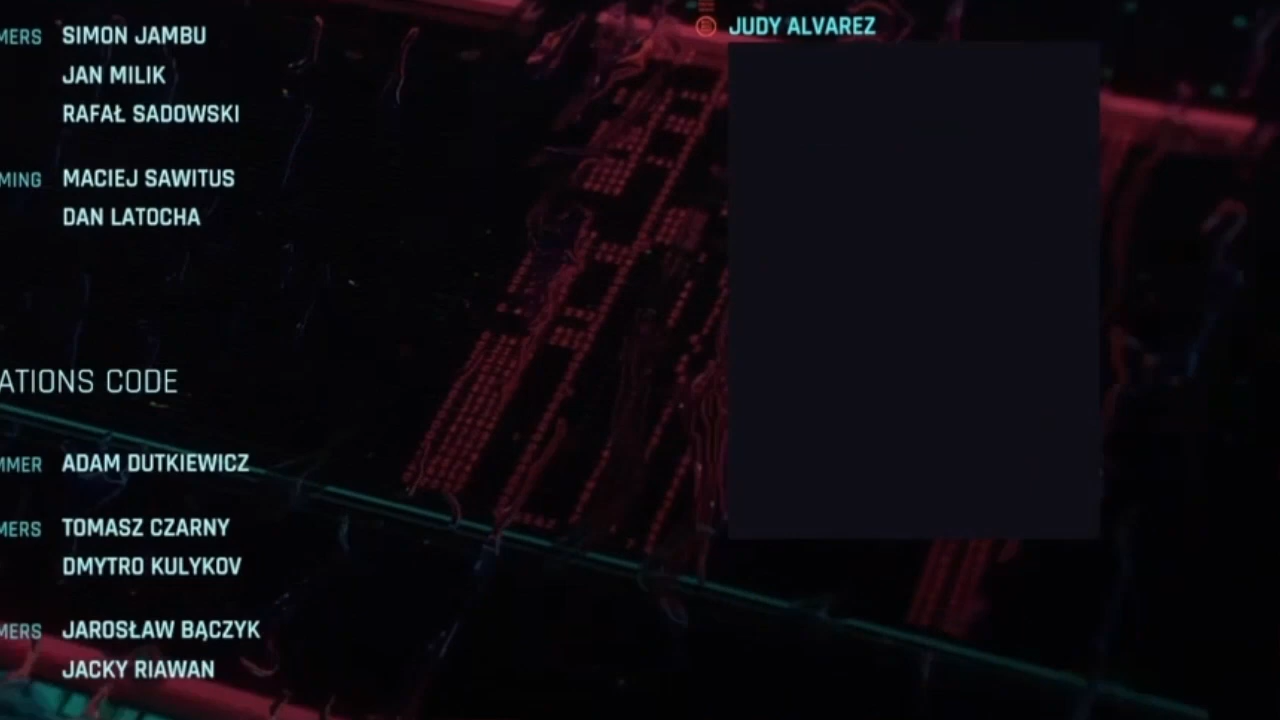 MERS SIMON JAMBU
JAN MILIK
RAFAŁ SADOWSKI
MING MACIEJ SAWITUS
DAN LATOCHA
ATIONS CODE
MMER ADAM DUTKIEWICZ
MERS TOMASZ CZARNY
DMYTRO KULYKOV
MERS JAROSŁAW BĄCZYK
JACKY RIAWAN
JUDY ALVAREZ